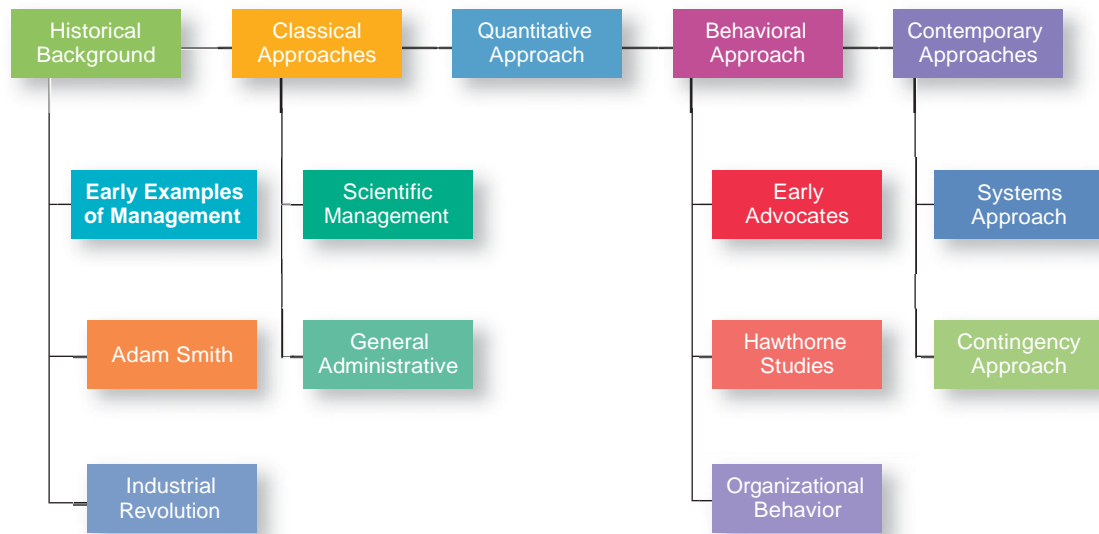 Historical
Background
Classical
Approaches
Quantitative
Approach
Behavioral
Approach
Contemporary
Approaches
Early Examples
of Management
Scientific
Management
Early
Advocates
Systems
Approach
Adam Smith
General
Administrative
Hawthorne
Studies
Contingency
Approach
Industrial
Revolution
Organizational
Behavior